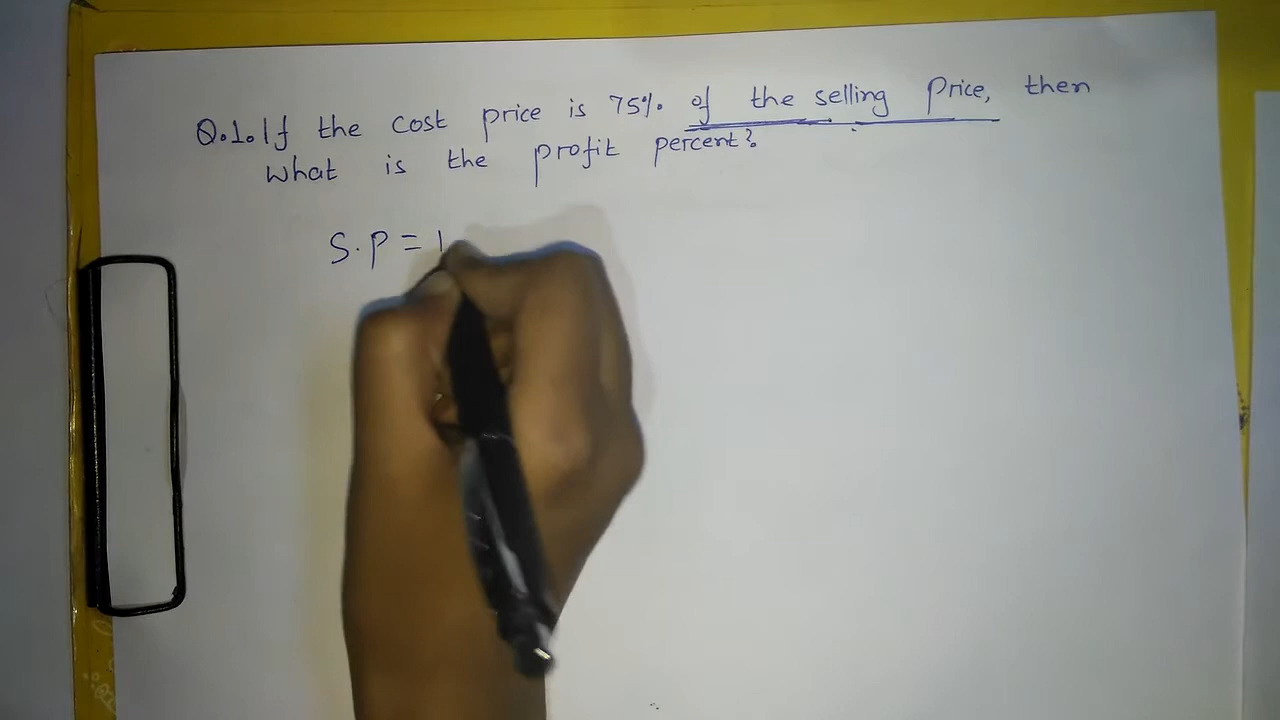 Q.1. If the cost price is 75% of the selling price, then
what is the profit percent?
S.P = 1